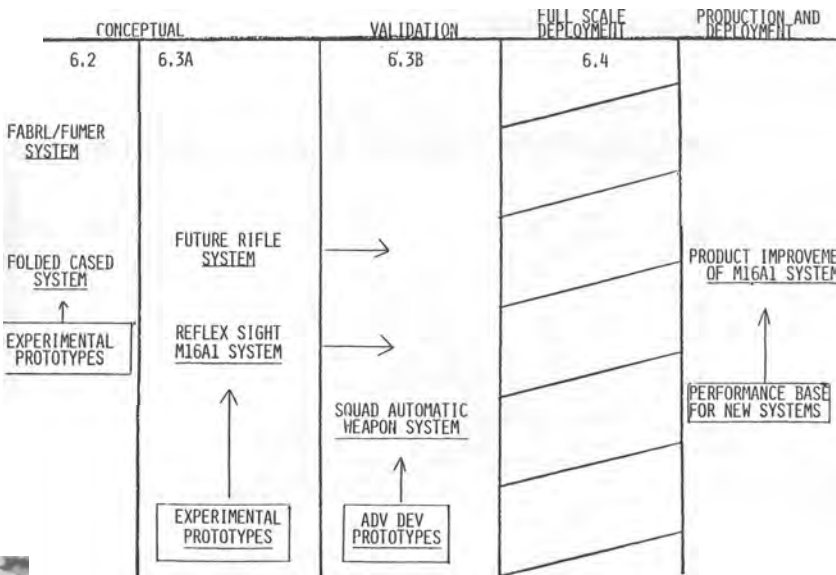 CONCEPTUAL
VALIDATION
FULL SCALE
DEPLOYMENT
PRODUCTION AND
DEPLOYMENT
6.2
6.3A
6.3B
6.4
FABRL/FUMER
SYSTEM
FOLDED CASED
SYSTEM
EXPERIMENTAL
PROTOTYPES
FUTURE RIFLE
SYSTEM
REFLEX SIGHT
M16A1 SYSTEM
EXPERIMENTAL
PROTOTYPES
SQUAD AUTOMATIC
WEAPON SYSTEM
ADV DEV
PROTOTYPES
PRODUCT IMPROVEME
OF M16A1 SYSTEM
PERFORMANCE BASE
FOR NEW SYSTEMS